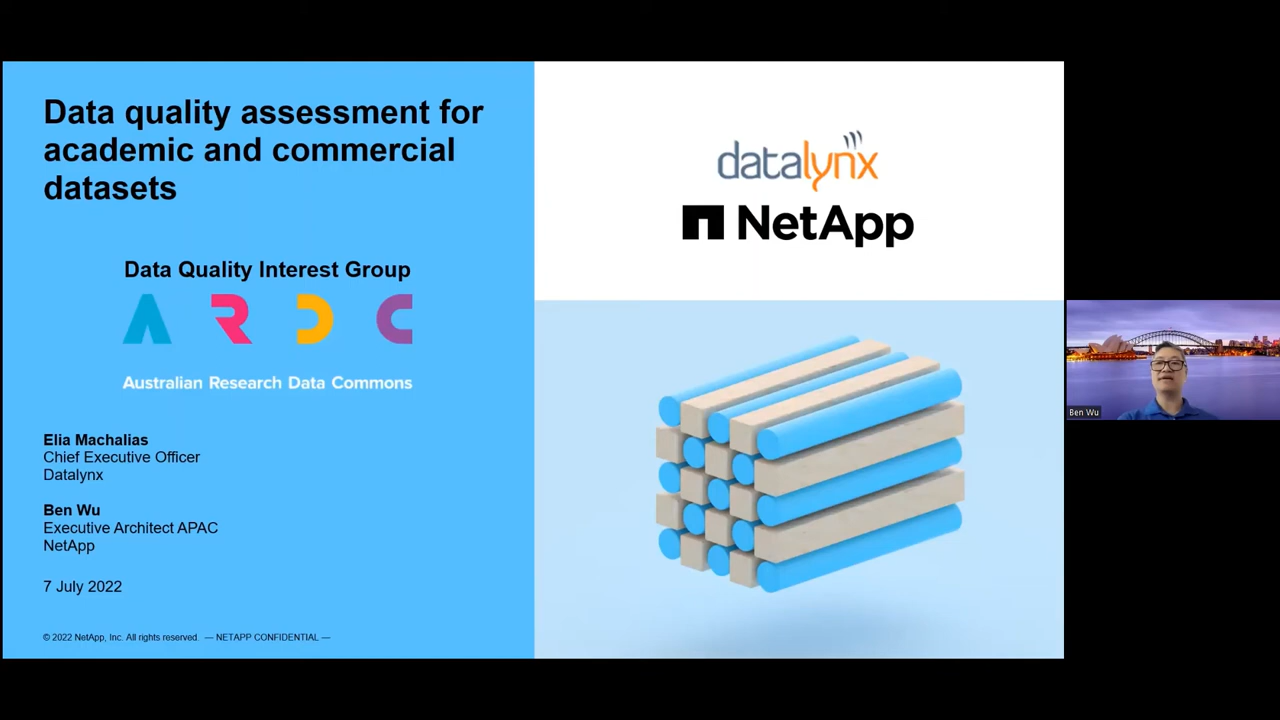 Data quality assessment for
academic and commercial
datasets
Data Quality Interest Group
A R D C
Australian Research Data Commons
Elia Machalias
Chief Executive Officer
Datalynx
Ben Wu
Executive Architect APAC
NetApp
7 July 2022
© 2022 NetApp, Inc. All rights reserved. — NETAPP CONFIDENTIAL —
datalynx
NetApp
Ben Wu